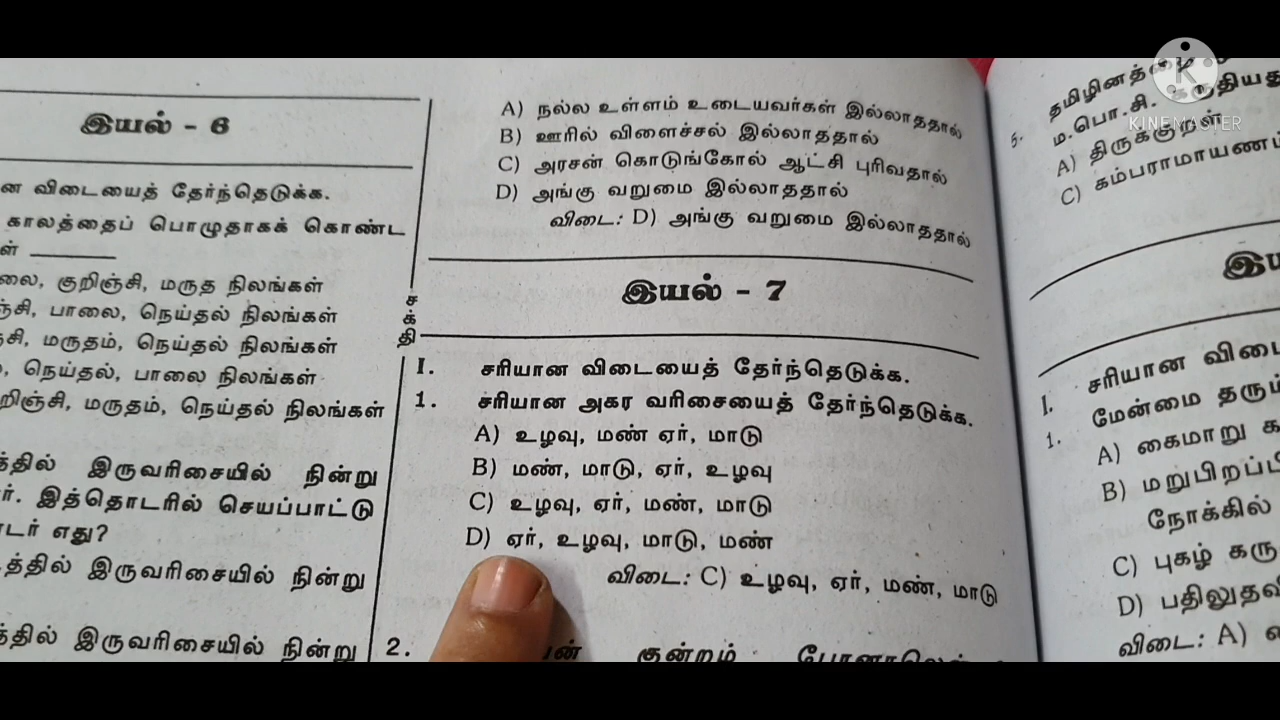 இயல் - 6
ன விடையைத் தேர்ந்தெடுக்க.
காலத்தைப் பொழுதாகக் கொண்ட
ள்
லை, குறிஞ்சி, மருத நிலங்கள்
ஞ்சி, பாலை, நெய்தல் நிலங்கள்
சி, மருதம், நெய்தல் நிலங்கள்
, நெய்தல், பாலை நிலங்கள்
றிஞ்சி, மருதம், நெய்தல் நிலங்கள்
த்தில் இருவரிசையில் நின்று
ர். இத்தொடரில் செயப்பாட்டு
டர் எது?
த்தில் இருவரிசையில் நின்று
த்தில் இருவரிசையில் நின்று
சக்தி
A) நல்ல உள்ளம் உடையவர்கள் இல்லாததால்
B) ஊரில் விளைச்சல் இல்லாததால்
C) அரசன் கொடுங்கோல் ஆட்சி புரிவதால்
D) அங்கு வறுமை இல்லாததால்
விடை: D) அங்கு வறுமை இல்லாததால்
இயல் - 7
I. சரியான விடையைத் தேர்ந்தெடுக்க.
1. சரியான அகர வரிசையைத் தேர்ந்தெடுக்க.
A) உழவு, மண் ஏர், மாடு
B) மண், மாடு, ஏர், உழவு
C) உழவு, ஏர், மண், மாடு
D) ஏர், உழவு, மாடு, மண்
விடை: C) உழவு, ஏர், மண், மாடு
2. குன்றம்
தமிழினத்தை
5. ம.பொ.சி. கருதியது
A) திருக்குறள்
C) கம்பராமாயணம்
இய
I. சரியான விடை
1. மேன்மை தரும்
A) கைமாறு க
B) மறுபிறப்பி
நோக்கில்
C) புகழ் கரு
D) பதிலுதவி
விடை: A)
KINEMASTER